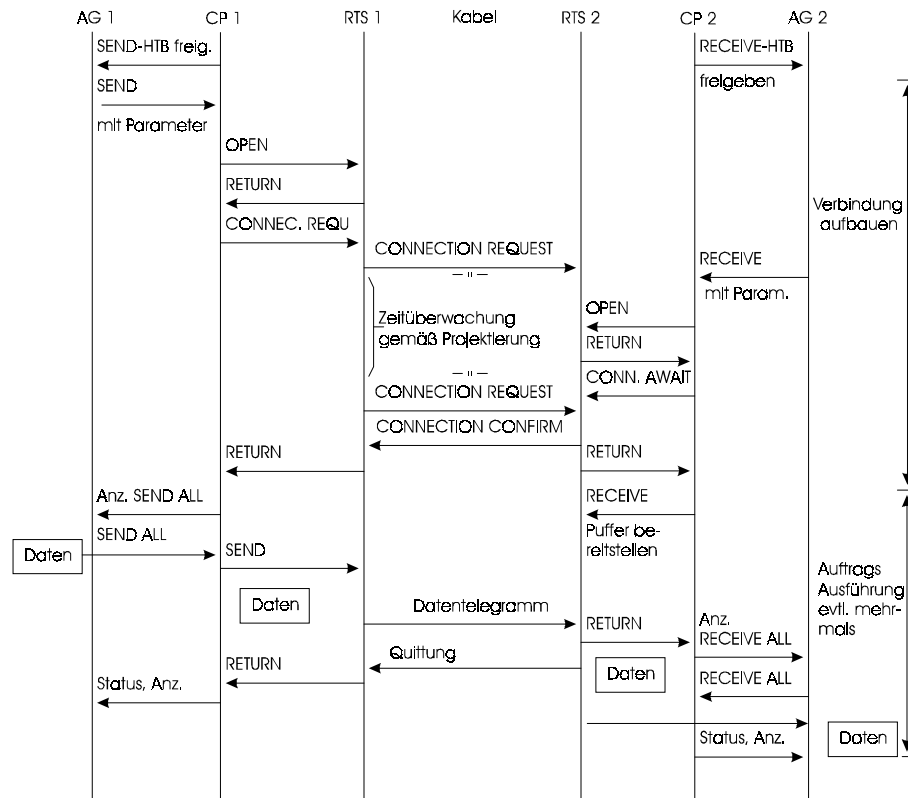 AG 1 CP 1 RTS 1 Kabel RTS 2 CP 2 AG 2
SEND-HTB freig.
RECEIVE-HTB
freigeben
SEND
mit Parameter
OPEN
RETURN
CONNEC. REQU
Verbindung
aufbauen
CONNECTION REQUEST
— " —
RECEIVE
mit Param.
Zeitüberwachung
gemäß Projektierung
OPEN
RETURN
— " —
CONN. AWAIT
CONNECTION REQUEST
CONNECTION CONFIRM
RETURN
RETURN
Anz. SEND ALL
RECEIVE
Puffer be-
reitstellen
SEND ALL
Daten
SEND
Daten
Auftrags
Ausführung
evtl. mehr-
mals
Datentelegramm
RETURN
Anz.
RECEIVE ALL
Quittung
RETURN
Daten
RECEIVE ALL
Status, Anz.
Status, Anz.
Daten